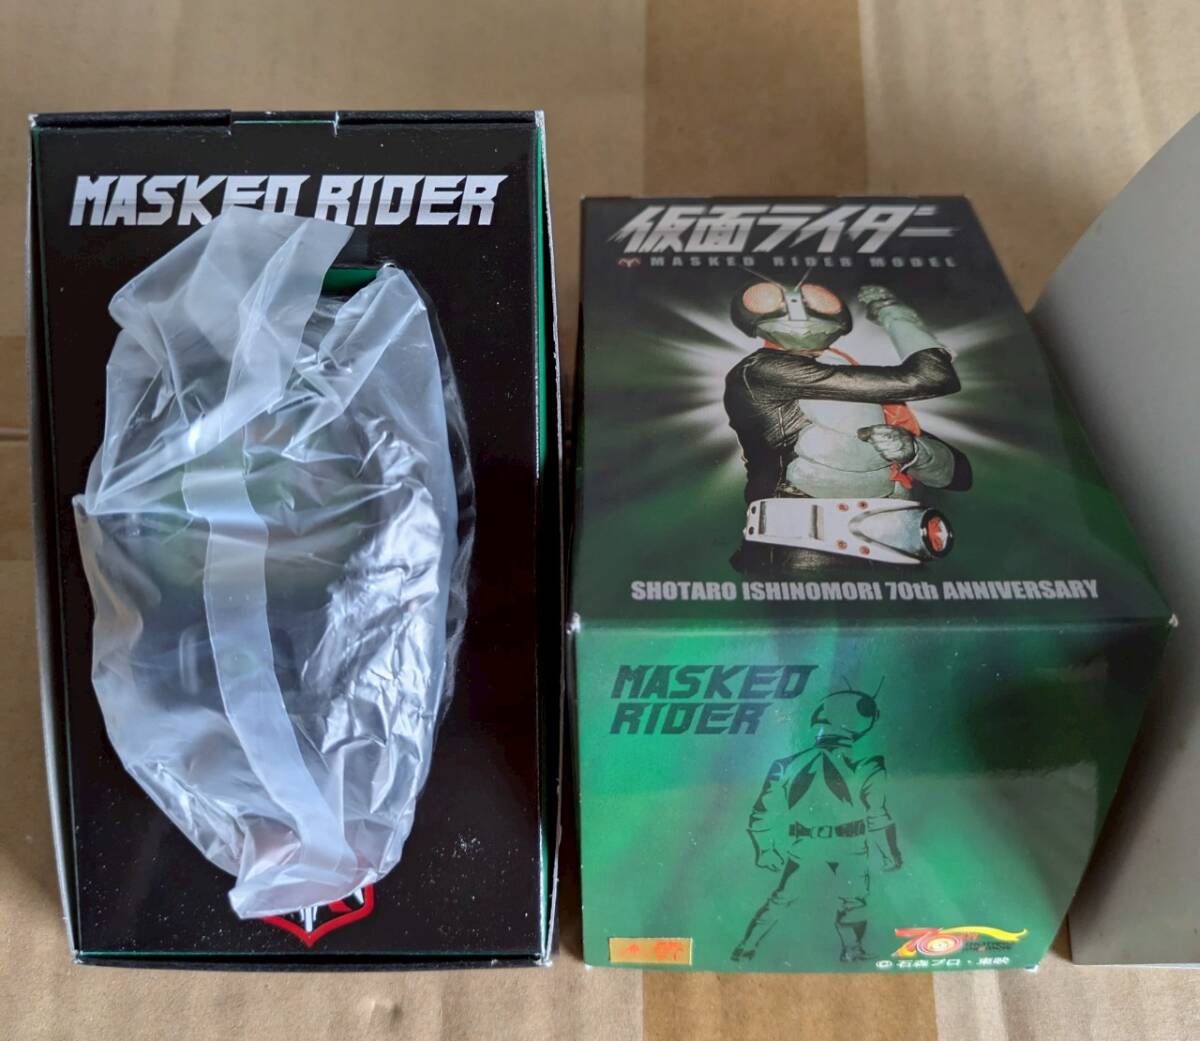 MASKED RIDER
仮面ライダー
MASKED RIDER MODEL
SHOTARO ISHINOMORI 70th ANNIVERSARY
MASKED
RIDER
70th
©石森プロ・東映